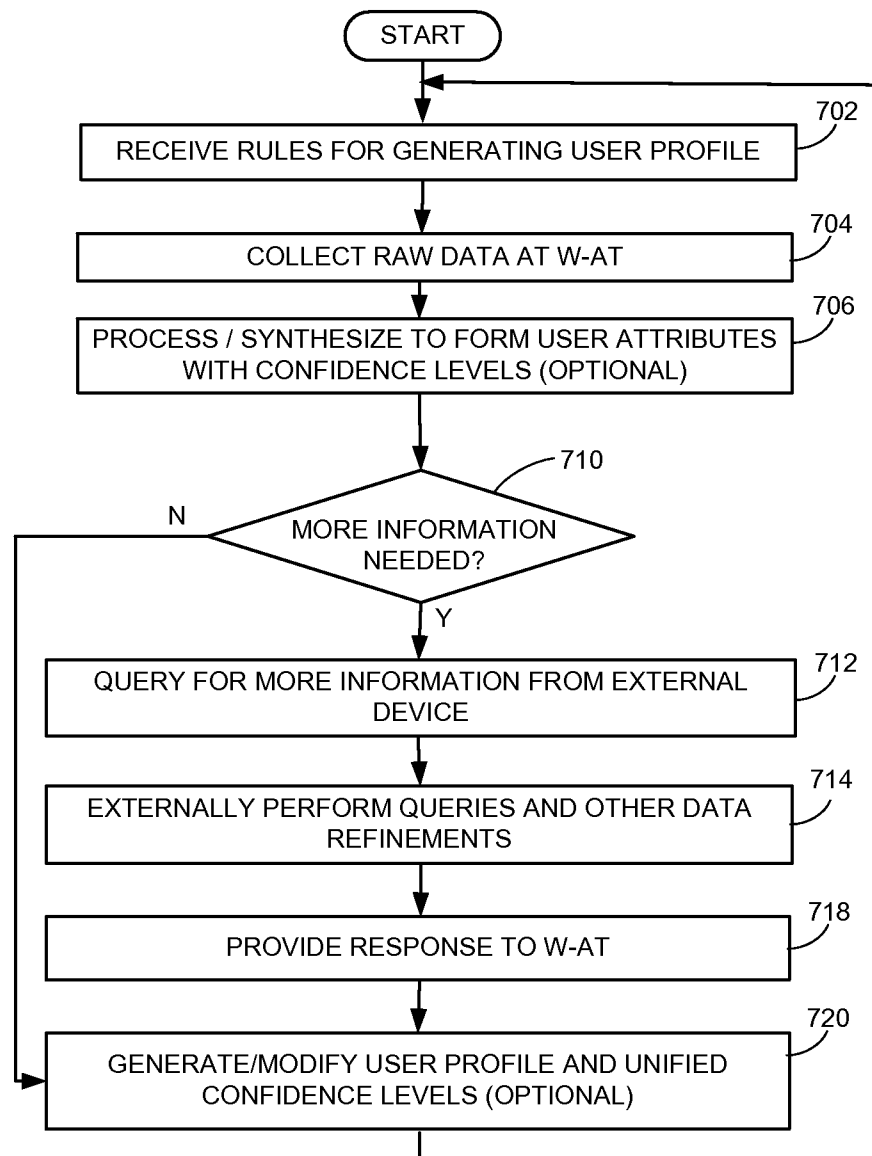 START
702
RECEIVE RULES FOR GENERATING USER PROFILE
704
COLLECT RAW DATA AT W-AT
706
PROCESS / SYNTHESIZE TO FORM USER ATTRIBUTES
WITH CONFIDENCE LEVELS (OPTIONAL)
710
N
MORE INFORMATION
NEEDED?
Y
712
QUERY FOR MORE INFORMATION FROM EXTERNAL
DEVICE
714
EXTERNALLY PERFORM QUERIES AND OTHER DATA
REFINEMENTS
718
PROVIDE RESPONSE TO W-AT
720
GENERATE/MODIFY USER PROFILE AND UNIFIED
CONFIDENCE LEVELS (OPTIONAL)